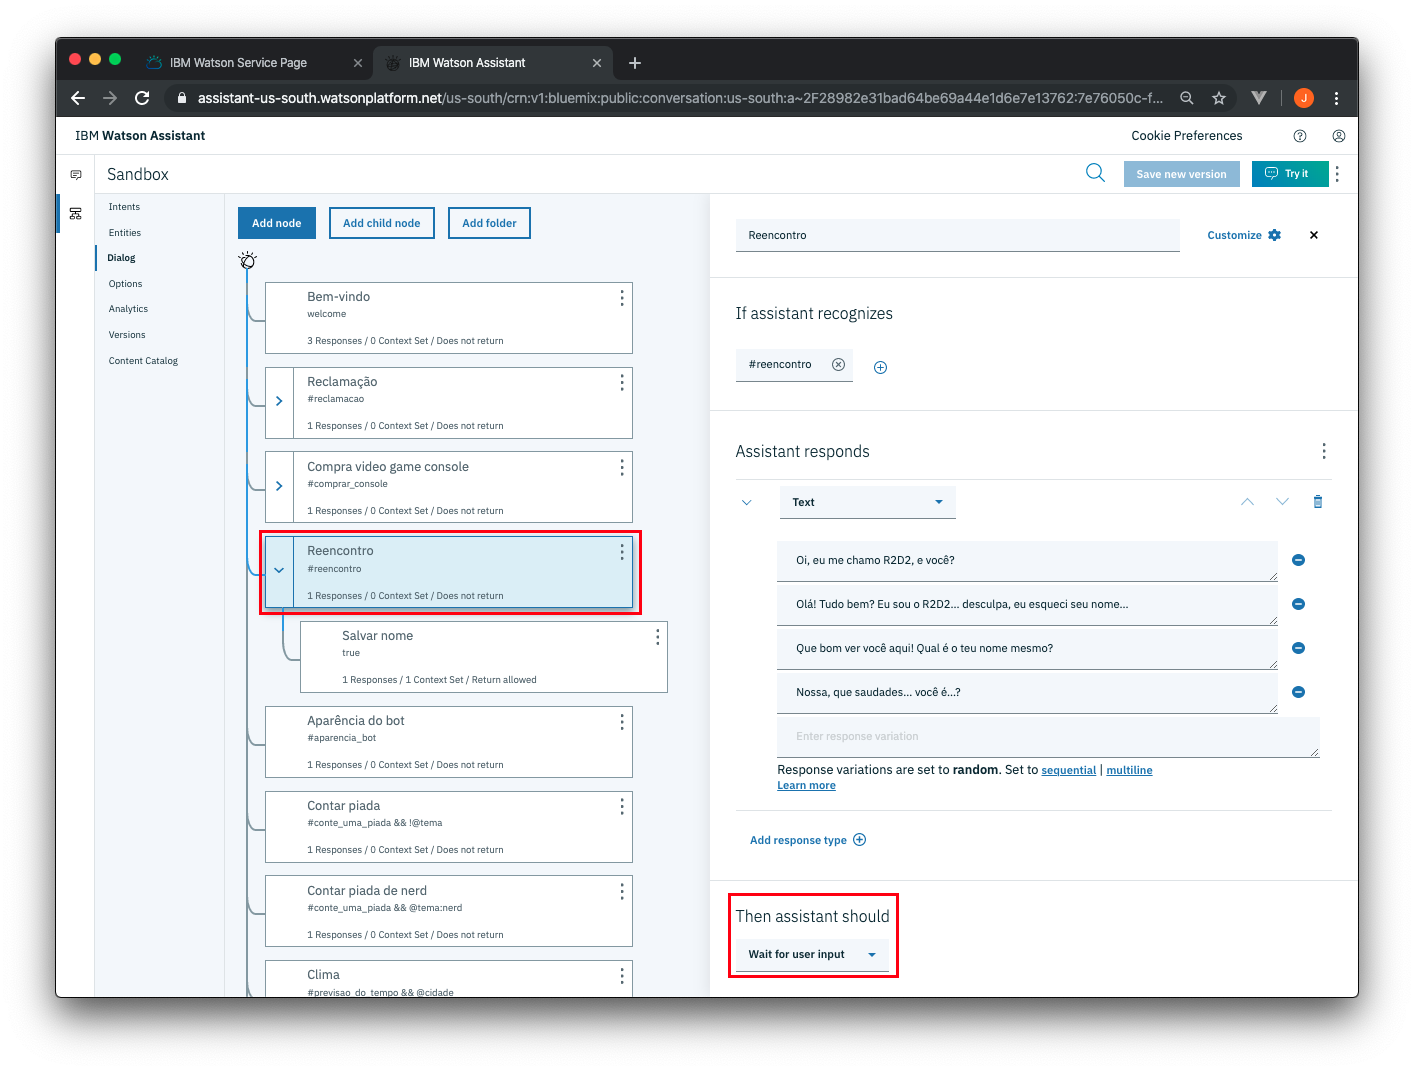 IBM Watson Service Page
IBM Watson Assistant
assistant-us-south.watsonplatform.net/us-south/crn:v1:bluemix:public:conversation:us-south:a~2F28982e31bad64be69a44e1d6e7e13762:7e76050c-f...
J
IBM Watson Assistant
Cookie Preferences
Sandbox
Save new version
Try it
Intents
Entities
Dialog
Options
Analytics
Versions
Content Catalog
Add node
Add child node
Add folder
Bem-vindo
welcome
3 Responses / 0 Context Set / Does not return
Reclamação
#reclamacao
1 Responses / 0 Context Set / Does not return
Compra video game console
#comprar_console
1 Responses / 0 Context Set / Does not return
Reencontro
#reencontro
1 Responses / 0 Context Set / Does not return
Salvar nome
true
1 Responses / 1 Context Set / Return allowed
Aparência do bot
#aparencia_bot
1 Responses / 0 Context Set / Does not return
Contar piada
#conte_uma_piada && !@tema
1 Responses / 0 Context Set / Does not return
Contar piada de nerd
#conte_uma_piada && @tema:nerd
1 Responses / 0 Context Set / Does not return
Clima
#previsao_do_tempo && @cidade
Reencontro
Customize
If assistant recognizes
#reencontro
Assistant responds
Text
Oi, eu me chamo R2D2, e você?
Olá! Tudo bem? Eu sou o R2D2... desculpa, eu esqueci seu nome...
Que bom ver você aqui! Qual é o teu nome mesmo?
Nossa, que saudades... você é...?
Enter response variation
Response variations are set to random. Set to sequential | multiline
Learn more
Add response type
Then assistant should
Wait for user input